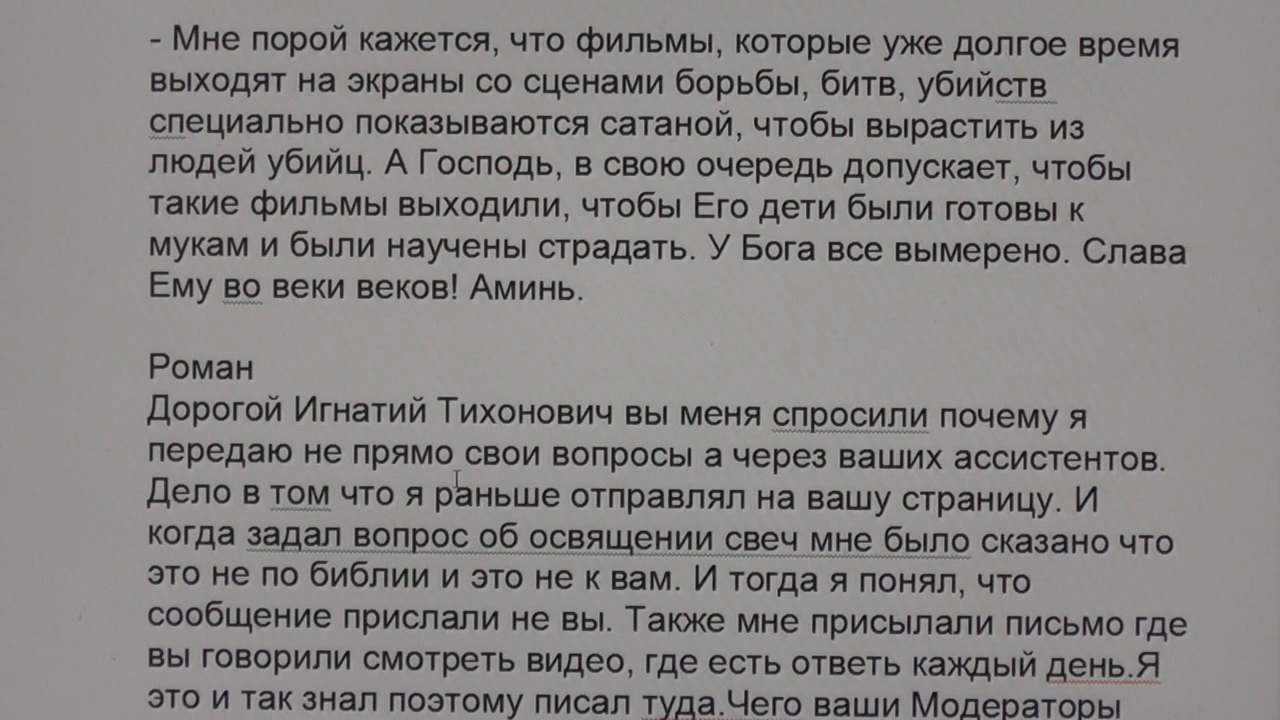 - Мне порой кажется, что фильмы, которые уже долгое время
выходят на экраны со сценами борьбы, битв, убийств
специально показываются сатаной, чтобы вырастить из
людей убийц. А Господь, в свою очередь допускает, чтобы
такие фильмы выходили, чтобы Его дети были готовы к
мукам и были научены страдать. У Бога все вымерено. Слава
Ему во веки веков! Аминь.
Роман
Дорогой Игнатий Тихонович вы меня спросили почему я
передаю не прямо свои вопросы а через ваших ассистентов.
Дело в том что я раньше отправлял на вашу страницу. И
когда задал вопрос об освящении свеч мне было сказано что
это не по библии и это не к вам. И тогда я понял, что
сообщение прислали не вы. Также мне присылали письмо где
вы говорили смотреть видео, где есть ответь каждый день.Я
это и так знал поэтому писал туда.Чего ваши Модераторы